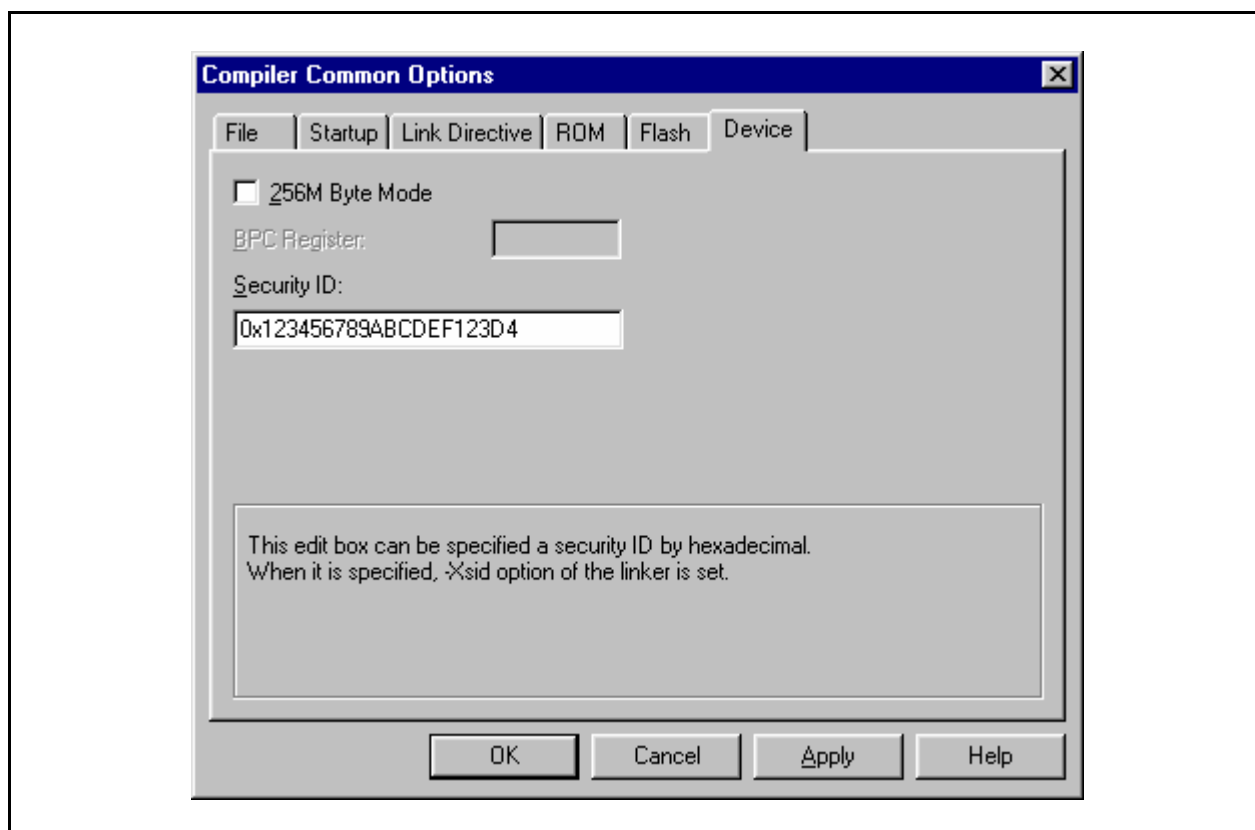 Compiler Common Options
File Startup Link Directive ROM Flash Device
256M Byte Mode
BPC Register:
Security ID:
0x123456789ABCDEF123D4
This edit box can be specified a security ID by hexadecimal.
When it is specified, -Xsid option of the linker is set.
OK Cancel Apply Help